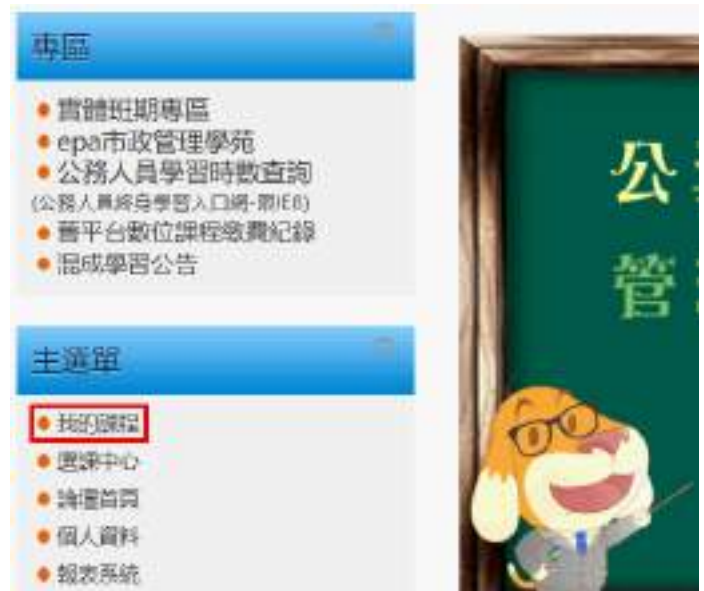 專區
實體班期專區
epa市政管理學苑
公務人員學習時數查詢
(公務人員終身學習入口網-限IE8)
舊平台數位課程繳費紀錄
混成學習公告
主選單
我的課程
選課中心
論壇首頁
個人資料
報表系統
公
管